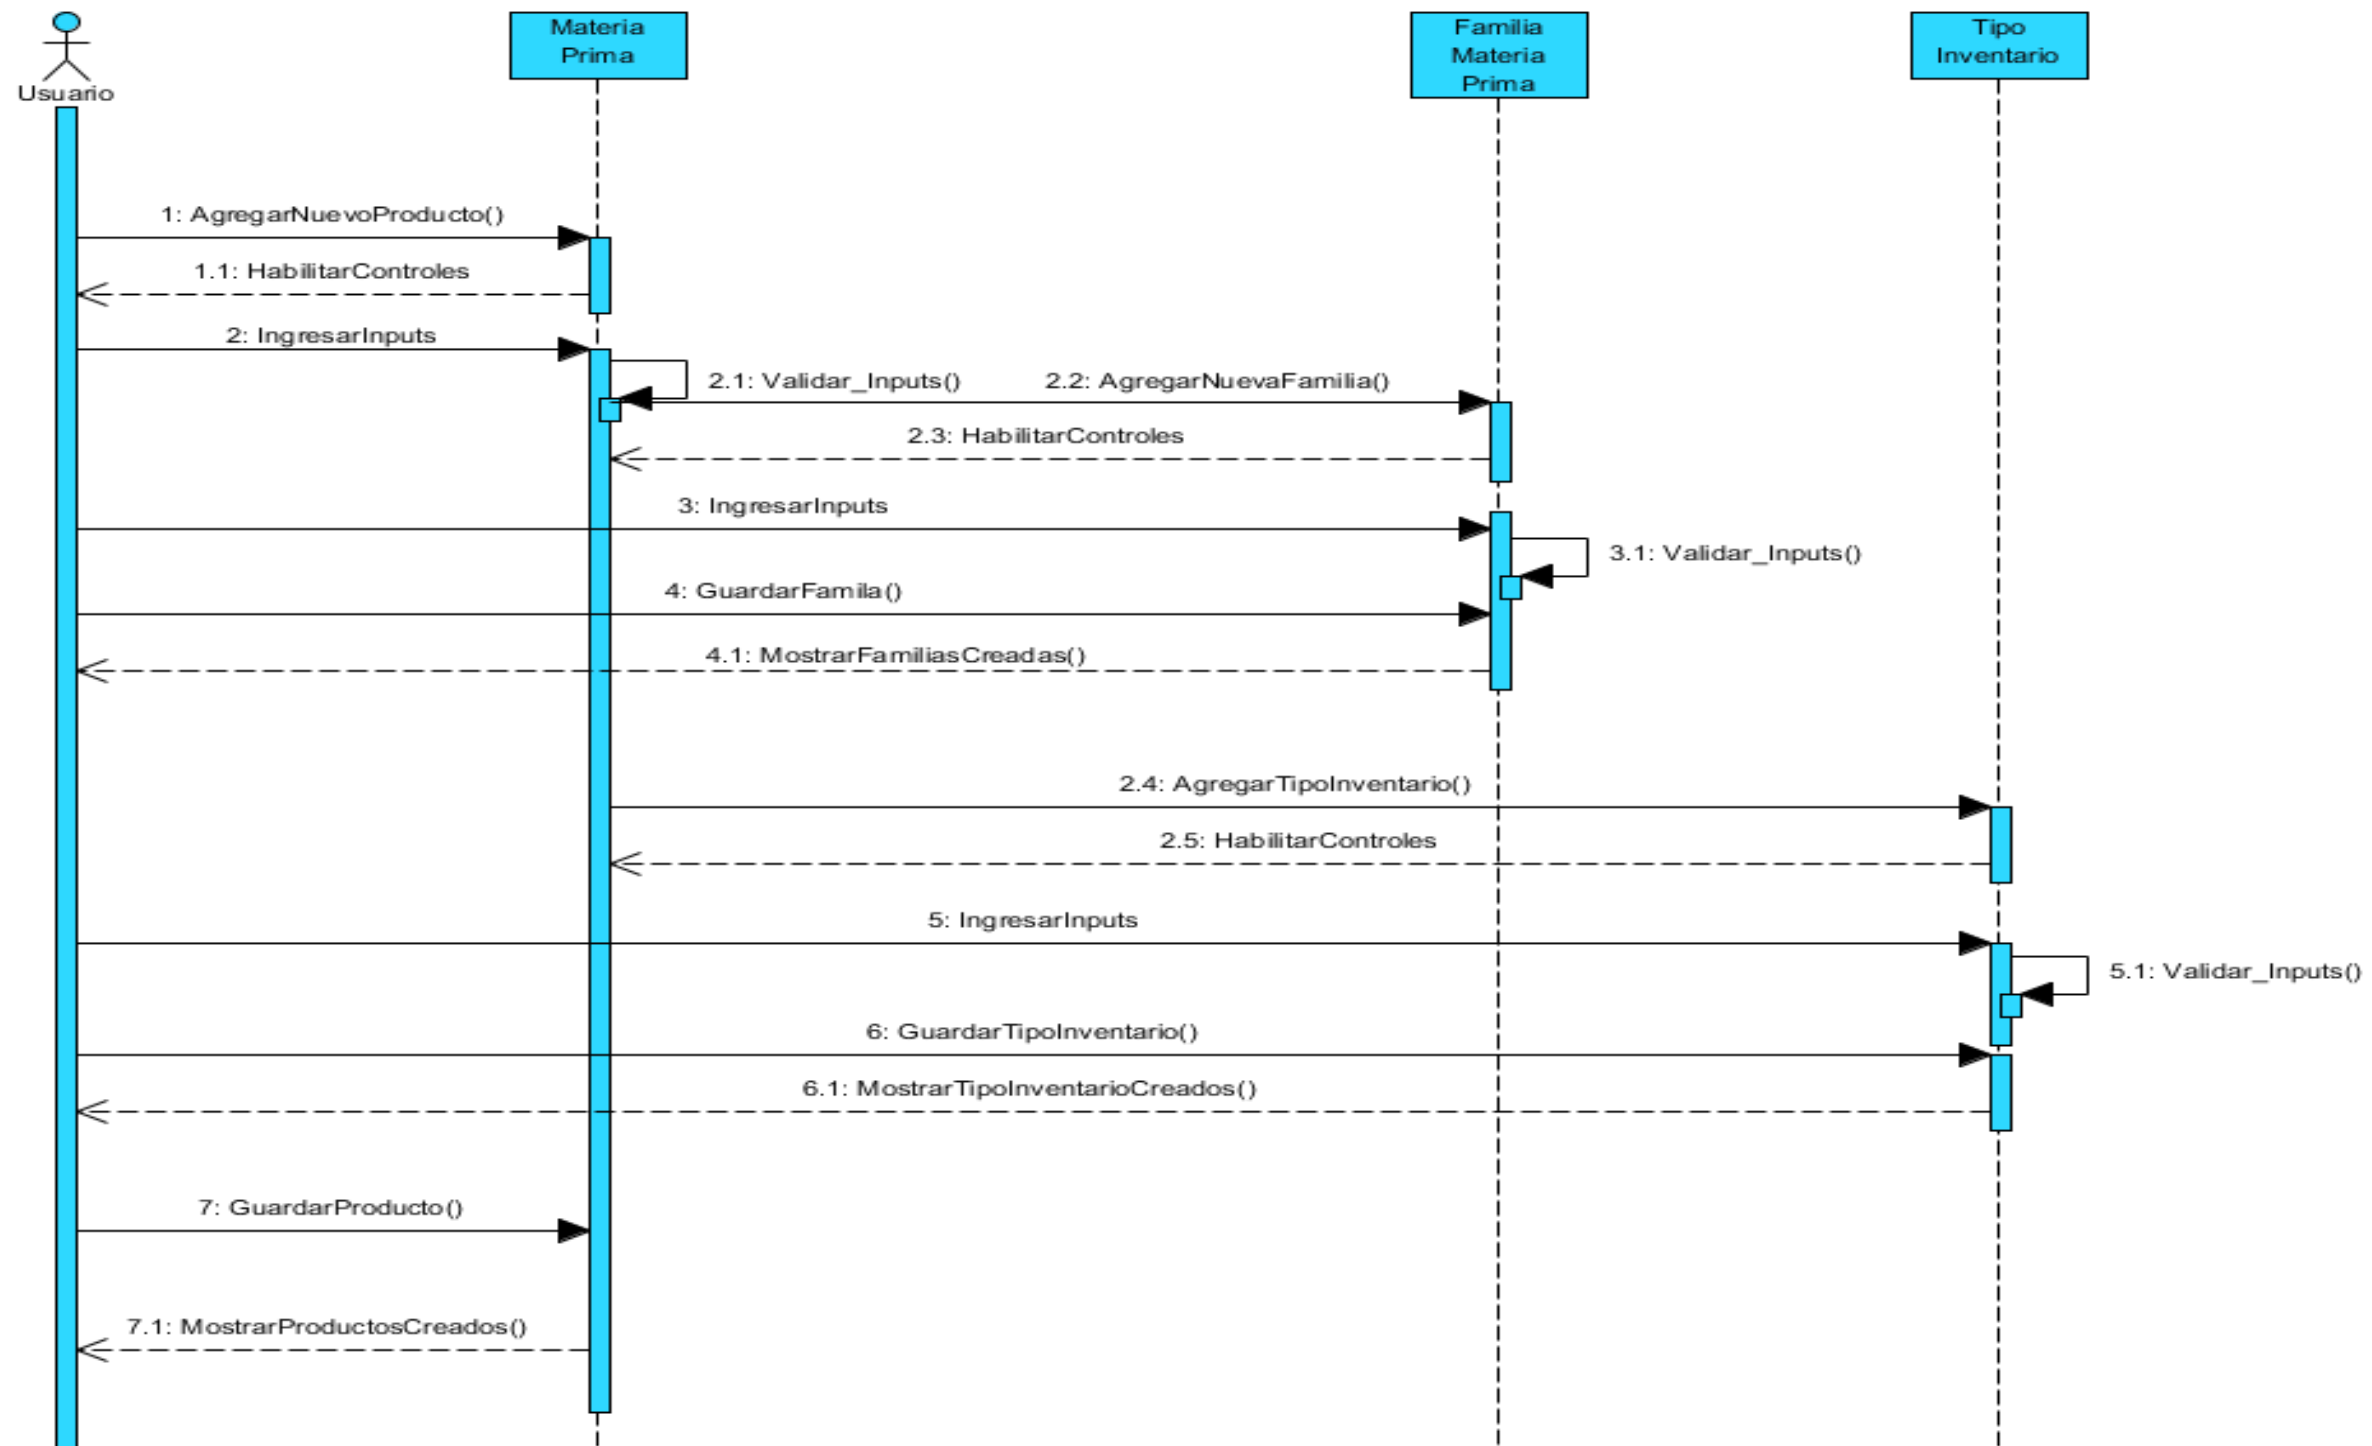 Usuario
Materia
Prima
Familia
Materia
Prima
Tipo
Inventario
1: AgregarNuevoProducto()
1.1: HabilitarControles
2: IngresarInputs
2.1: Validar_Inputs()
2.2: AgregarNuevaFamilia()
2.3: HabilitarControles
3: IngresarInputs
3.1: Validar_Inputs()
4: GuardarFamila()
4.1: MostrarFamiliasCreadas()
2.4: AgregarTipoInventario()
2.5: HabilitarControles
5: IngresarInputs
5.1: Validar_Inputs()
6: GuardarTipoInventario()
6.1: MostrarTipoInventarioCreados()
7: GuardarProducto()
7.1: MostrarProductosCreados()